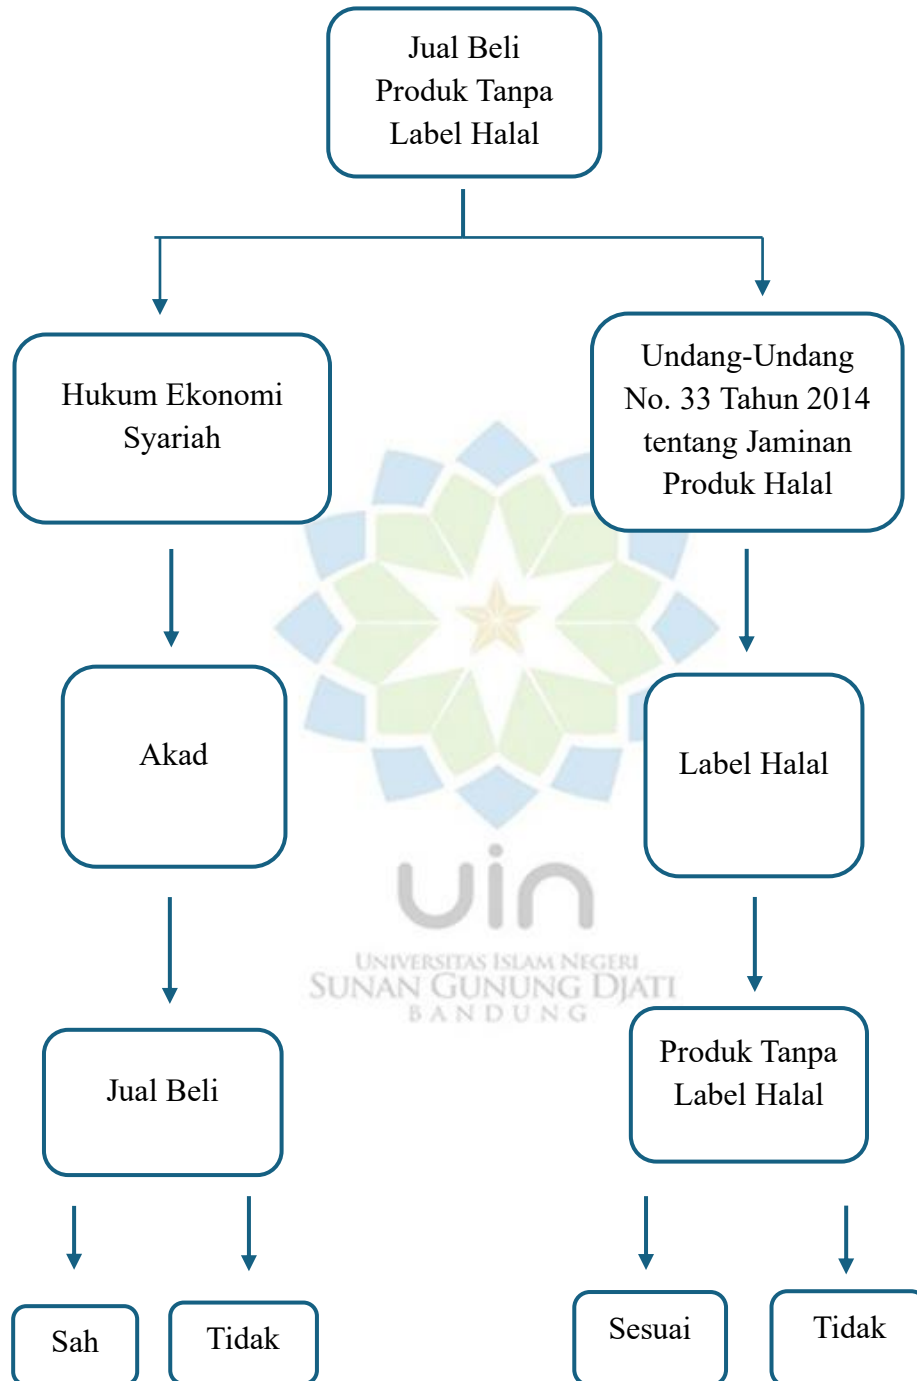 Jual Beli
Produk Tanpa
Label Halal
Hukum Ekonomi
Syariah
Undang-Undang
No. 33 Tahun 2014
tentang Jaminan
Produk Halal
Akad
Label Halal
uin
UNIVERSITAS ISLAM NEGERI
SUNAN GUNUNG DJATI
BANDUNG
Jual Beli
Produk Tanpa
Label Halal
Sah
Tidak
Sesuai
Tidak